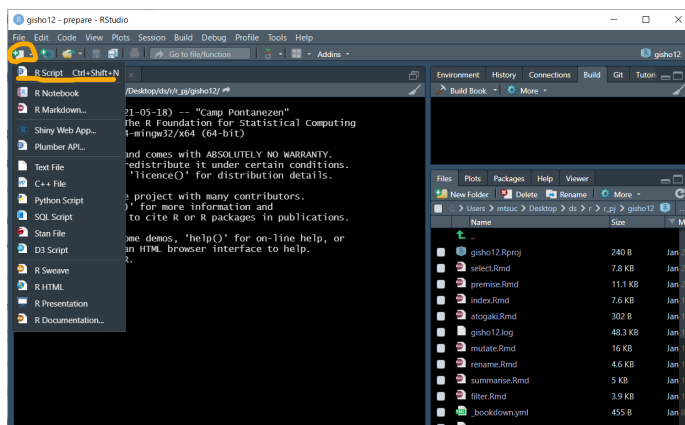 gisho12 - prepare - RStudio
File Edit Code View Plots Session Build Debug Profile Tools Help
Go to file/function
Addins
gisho12
R Script Ctrl+Shift+N
R Notebook
R Markdown...
Shiny Web App...
Plumber API...
Text File
C++ File
Python Script
SQL Script
Stan File
D3 Script
R Sweave
R HTML
R Presentation
R Documentation...
/Desktop/ds/r/r_pj/gisho12/
21-05-18) -- "Camp Pontanezen"
The R Foundation for Statistical Computing
4-mingw32/x64 (64-bit)
and comes with ABSOLUTELY NO WARRANTY.
redistribute it under certain conditions.
'licence()' for distribution details.
project with many contributors.
)' for more information and
to cite R or R packages in publications.
ome demos, 'help()' for on-line help, or
an HTML browser interface to help.
R.
Environment History Connections Build Git Tutori
Build Book More
Files Plots Packages Help Viewer
New Folder Delete Rename More
Users > mtsuc > Desktop > ds > r > r_pj > gisho12
Name Size M
..
gisho12.Rproj 240 B Jan
select.Rmd 7.8 KB Jan
premise.Rmd 11.1 KB Jan
index.Rmd 7.6 KB Jan
atogaki.Rmd 302 B Jan
gisho12.log 48.3 KB Jan
mutate.Rmd 16 KB Jan
rename.Rmd 4.6 KB Jan
summarise.Rmd 5 KB Jan
filter.Rmd 3.9 KB Jan
_bookdown.yml 455 B Jan